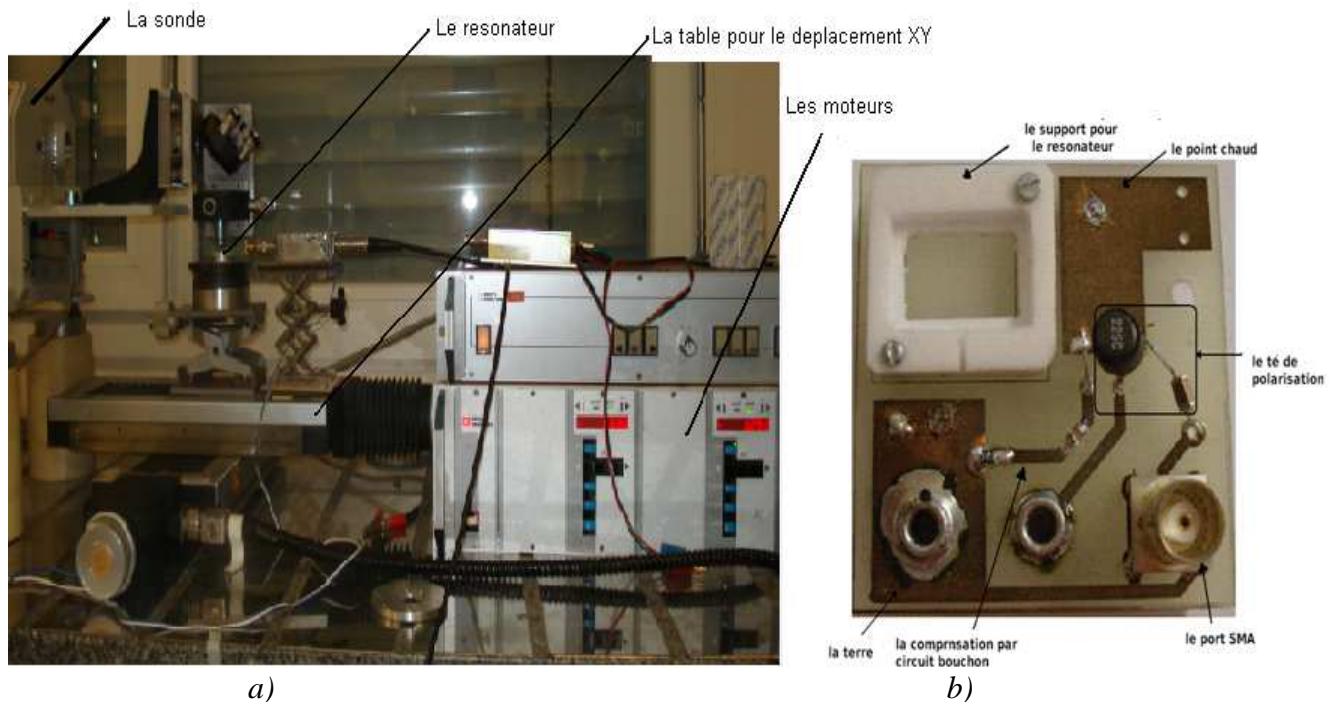 La sonde
Le resonateur
La table pour le deplacement XY
Les moteurs
le support pour
le resonateur
le point chaud
le té de
polarisation
la terre
la comprnsation par
circuit bouchon
le port SMA
a)
b)